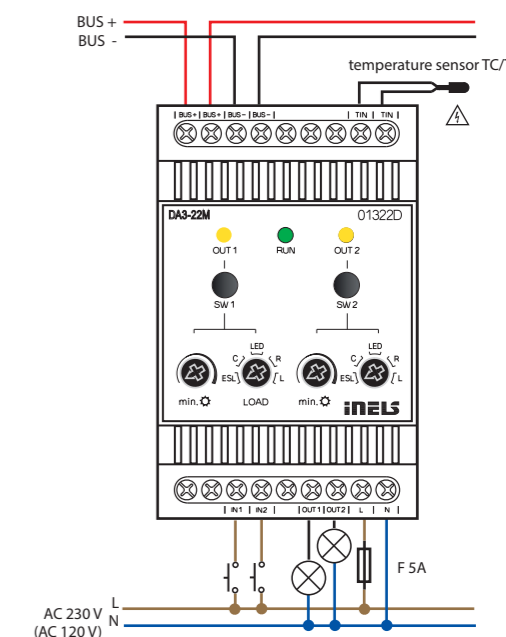 BUS +
BUS -
temperature sensor TC/
BUS+ BUS+ BUS- BUS- TIN TIN
DA3-22M 01322D
OUT 1 RUN OUT 2
SW 1 SW 2
LED LED
C R C R
ESL L ESL L
min. LOAD min.
iNELS
IN1 IN2 OUT1 OUT2 L N
F 5A
L
AC 230 V
N
(AC 120 V)